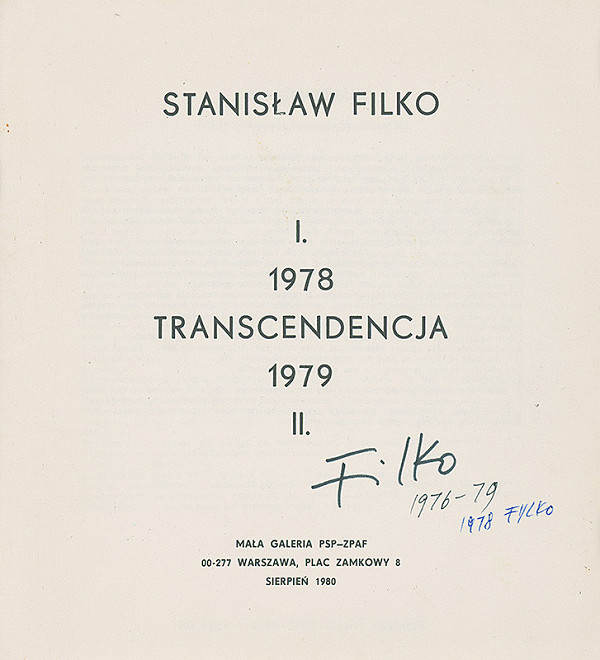 STANISŁAW FILKO
I.
1978
TRANSCENDENCJA
1979
II.
Filko
1976-79
1978 FYLKO
MAŁA GALERIA PSP–ZPAF
00-277 WARSZAWA, PLAC ZAMKOWY 8
SIERPIEŃ 1980